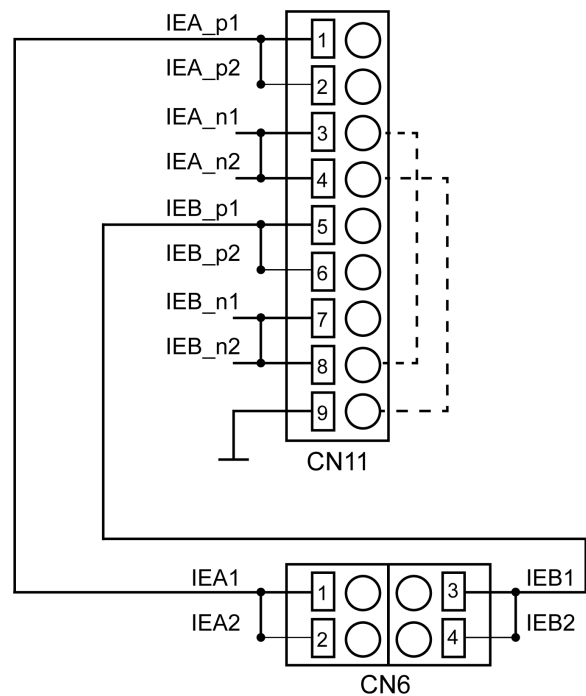 IEA_p1 1
IEA_p2 2
IEA_n1 3
IEA_n2 4
IEB_p1 5
IEB_p2 6
IEB_n1 7
IEB_n2 8
9
CN11
IEA1 1 3 IEB1
IEA2 2 4 IEB2
CN6